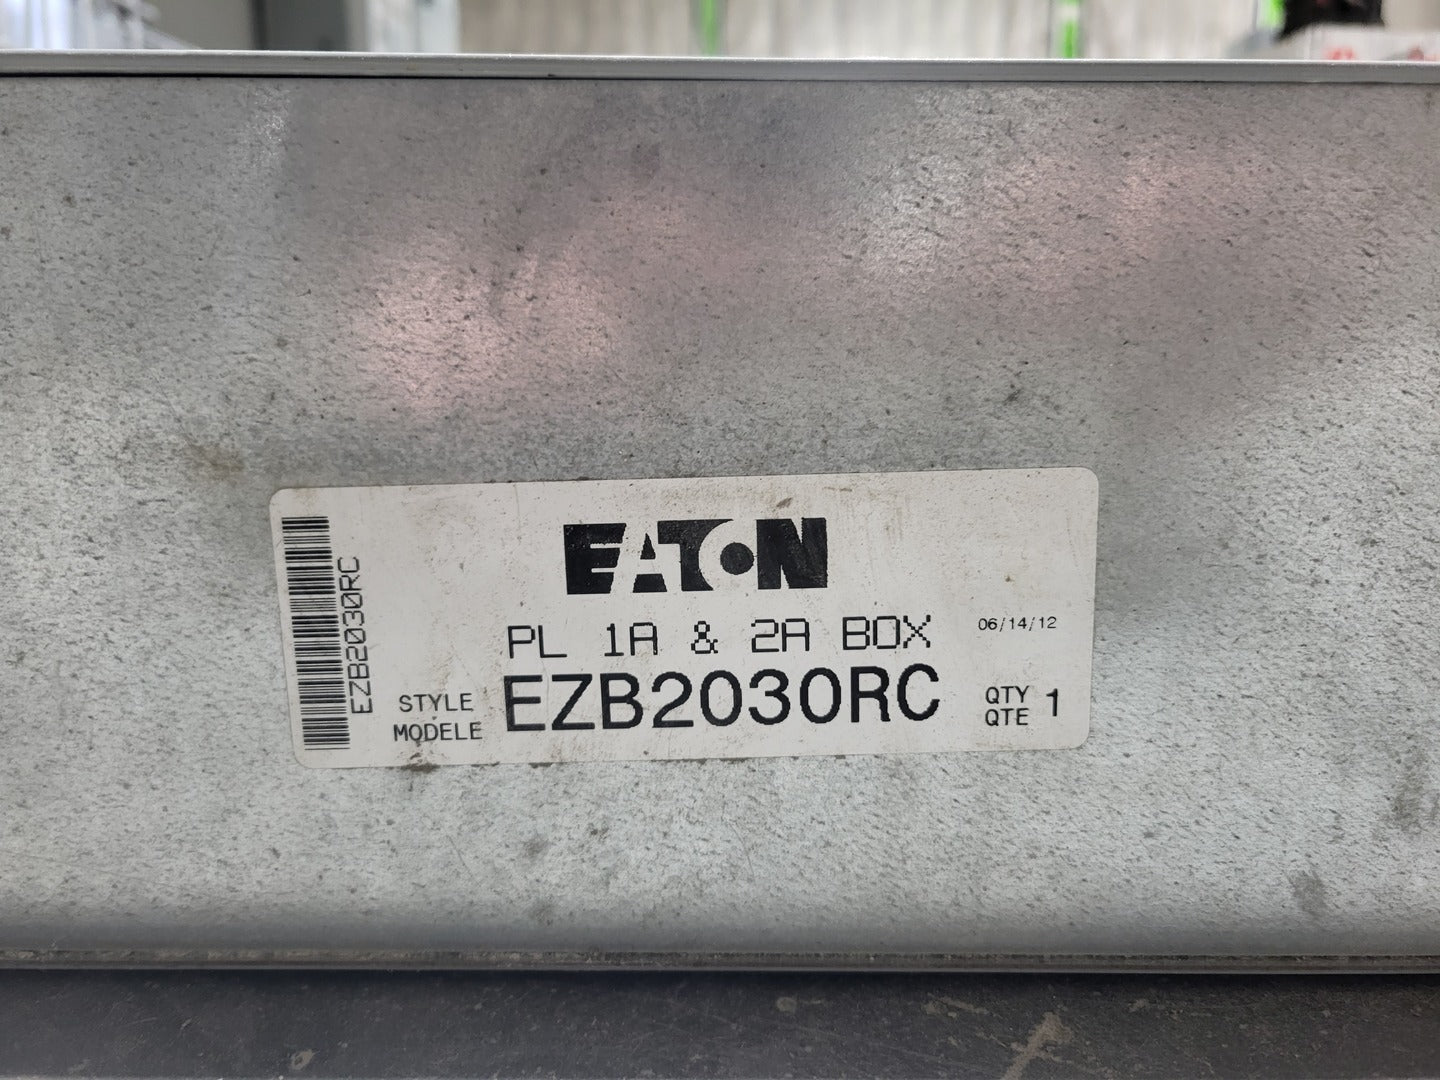 EATON
PL 1A & 2A BOX
06/14/12
STYLE
MODELE
EZB2030RC
QTY
QTE
1
EZB2030RC